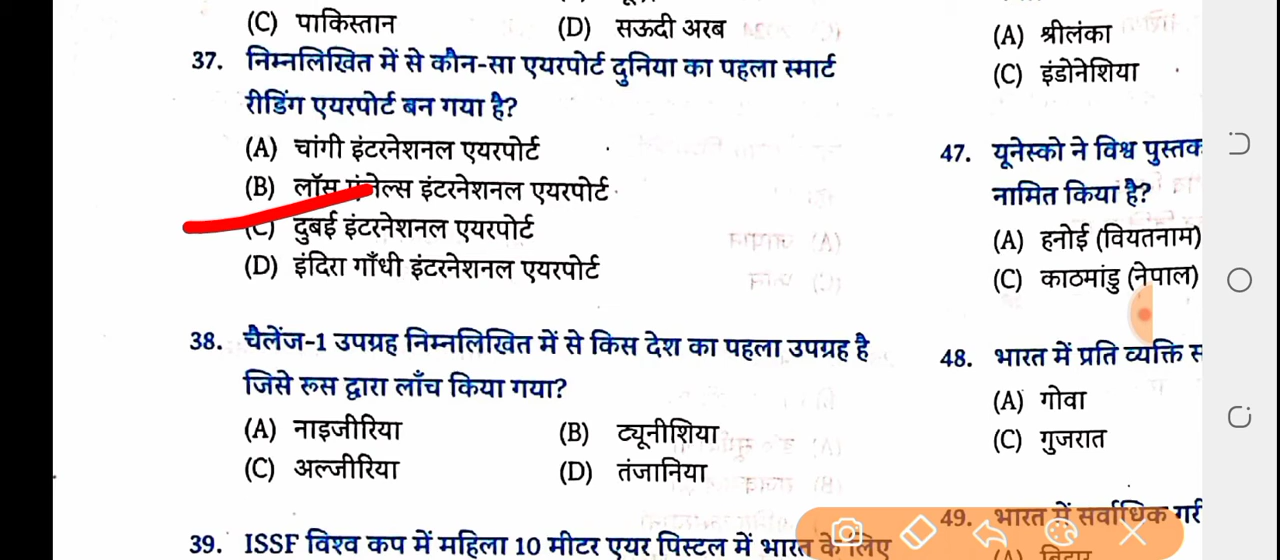 (C) पाकिस्तान
(D) सऊदी अरब
37. निम्नलिखित में से कौन-सा एयरपोर्ट दुनिया का पहला स्मार्ट
रीडिंग एयरपोर्ट बन गया है?
(A) चांगी इंटरनेशनल एयरपोर्ट
(B) लॉस एंजेल्स इंटरनेशनल एयरपोर्ट
(C) दुबई इंटरनेशनल एयरपोर्ट
(D) इंदिरा गाँधी इंटरनेशनल एयरपोर्ट
38. चैलेंज-1 उपग्रह निम्नलिखित में से किस देश का पहला उपग्रह है
जिसे रूस द्वारा लाँच किया गया?
(A) नाइजीरिया (B) ट्यूनीशिया
(C) अल्जीरिया (D) तंजानिया
39. ISSF विश्व कप में महिला 10 मीटर एयर पिस्टल में भारत के लिए
(A) श्रीलंका
(C) इंडोनेशिया
47. यूनेस्को ने विश्व पुस्तक
नामित किया है?
(A) हनोई (वियतनाम)
(C) काठमांडु (नेपाल)
48. भारत में प्रति व्यक्ति
(A) गोवा
(C) गुजरात
49. भारत में सर्वाधिक
(A) बिहार